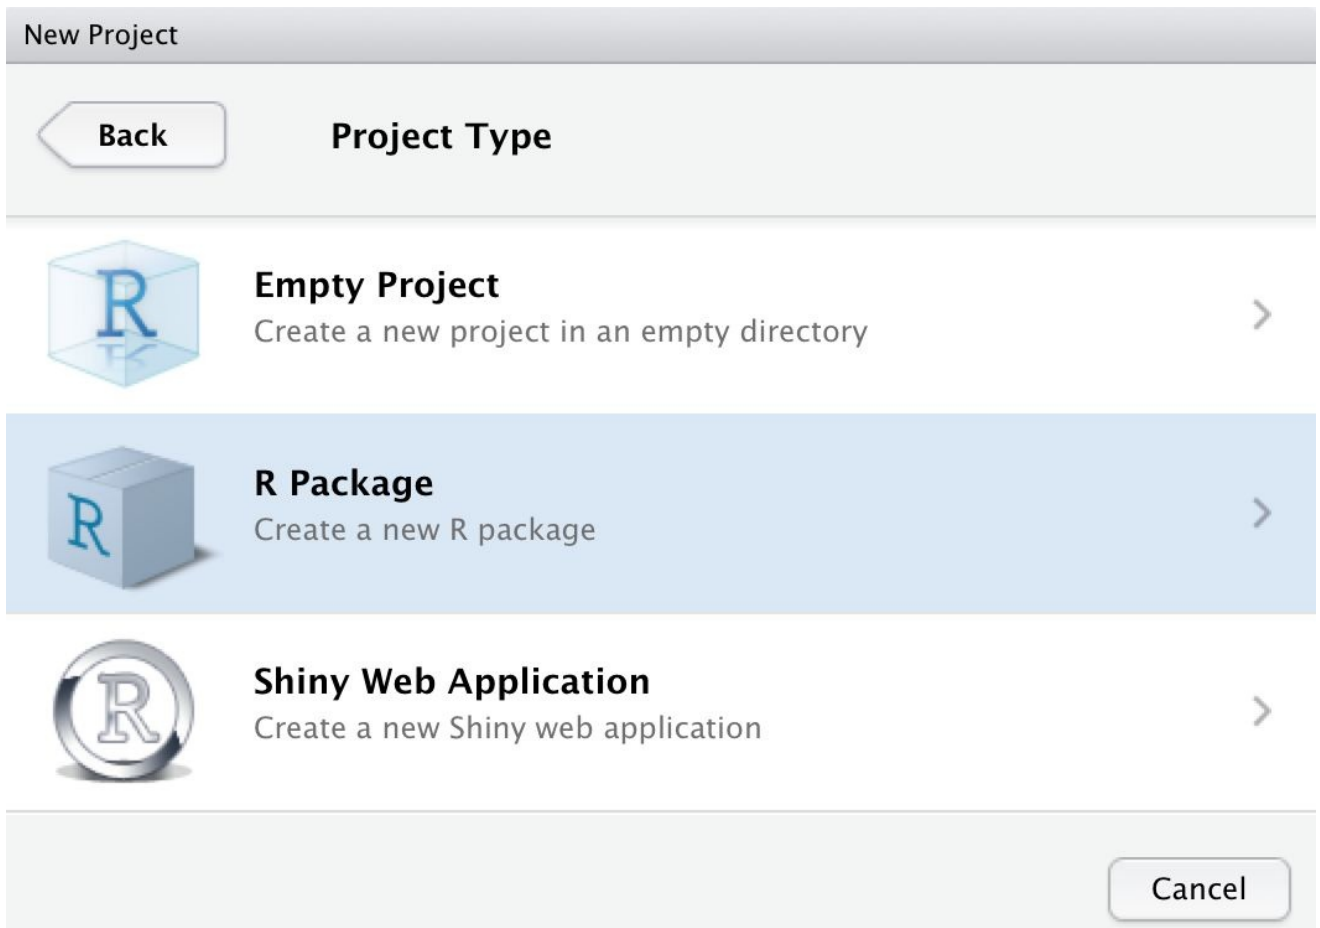 New Project
Back
Project Type
R
Empty Project
Create a new project in an empty directory
R
R Package
Create a new R package
R
Shiny Web Application
Create a new Shiny web application
Cancel